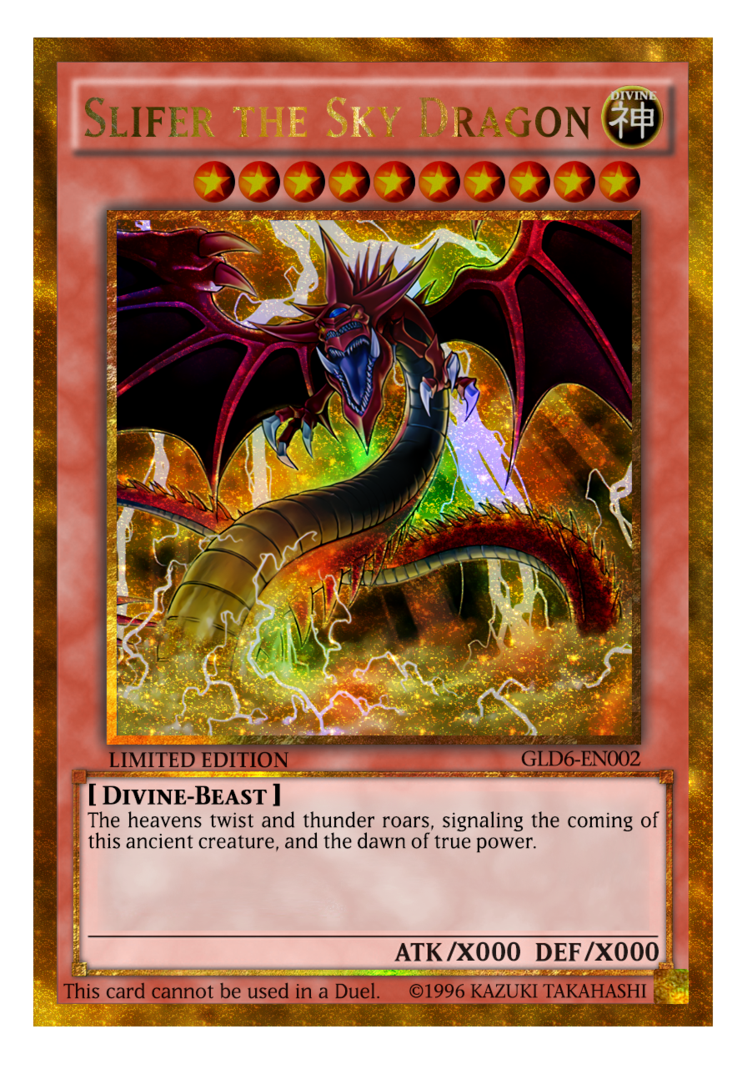 SLIFER THE SKY DRAGON
DIVINE
神
LIMITED EDITION
GLD6-EN002
[ DIVINE-BEAST ]
The heavens twist and thunder roars, signaling the coming of
this ancient creature, and the dawn of true power.
ATK/X000 DEF/X000
This card cannot be used in a Duel.
©1996 KAZUKI TAKAHASHI